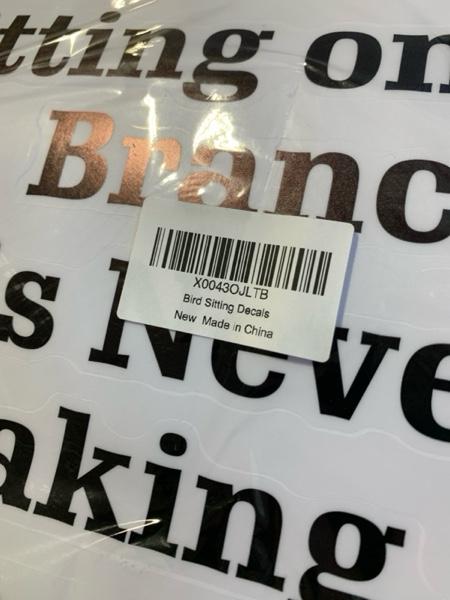 tting on
Branc
s Neve
X0043OJLTB
Bird Sitting Decals
New Made in China
aking